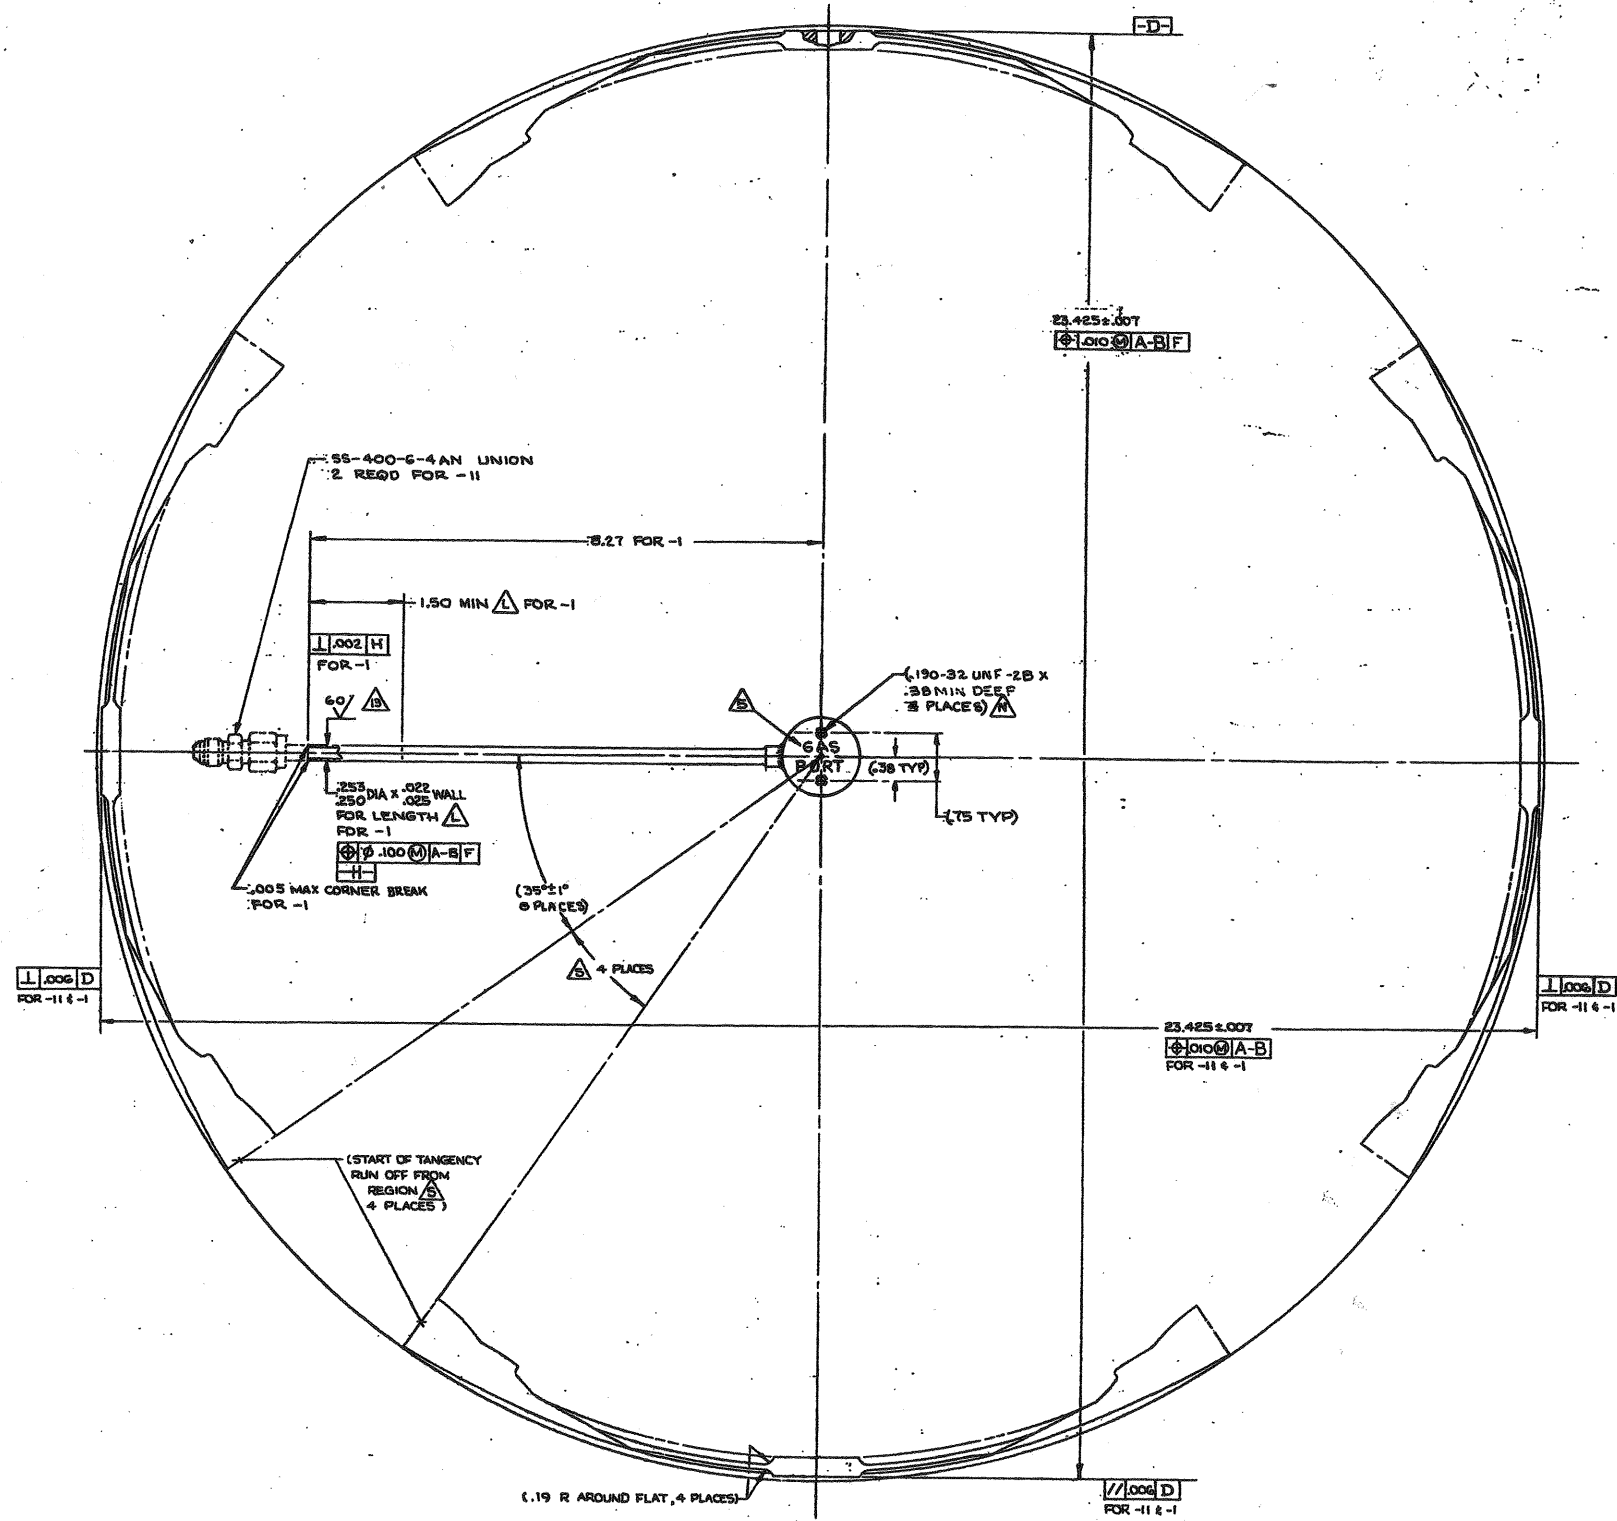 -D-
23.425±.007
⌖ .010 Ⓜ A-B F
SS-400-6-4AN UNION
2 REQD FOR -11
8.27 FOR -1
1.50 MIN L FOR -1
⊥ .002 H
FOR -1
60 13
(.190-32 UNF-2B X
.38 MIN DEEP
PLACES) N
5
GAS
PORT
(.38 TYP)
(.75 TYP)
.253 DIA X .022 WALL
.250 .025
FOR LENGTH L
FOR -1
⌖ ⌀ .100 Ⓜ A-B F
-H-
.005 MAX CORNER BREAK
FOR -1
(35°±1°
8 PLACES)
5 4 PLACES
⊥ .006 D
FOR -11 & -1
⊥ .006 D
FOR -11 & -1
23.425±.007
⌖ .010 Ⓜ A-B
FOR -11 & -1
(START OF TANGENCY
RUN OFF FROM
REGION 5
4 PLACES)
(.19 R AROUND FLAT, 4 PLACES)
// .006 D
FOR -11 & -1